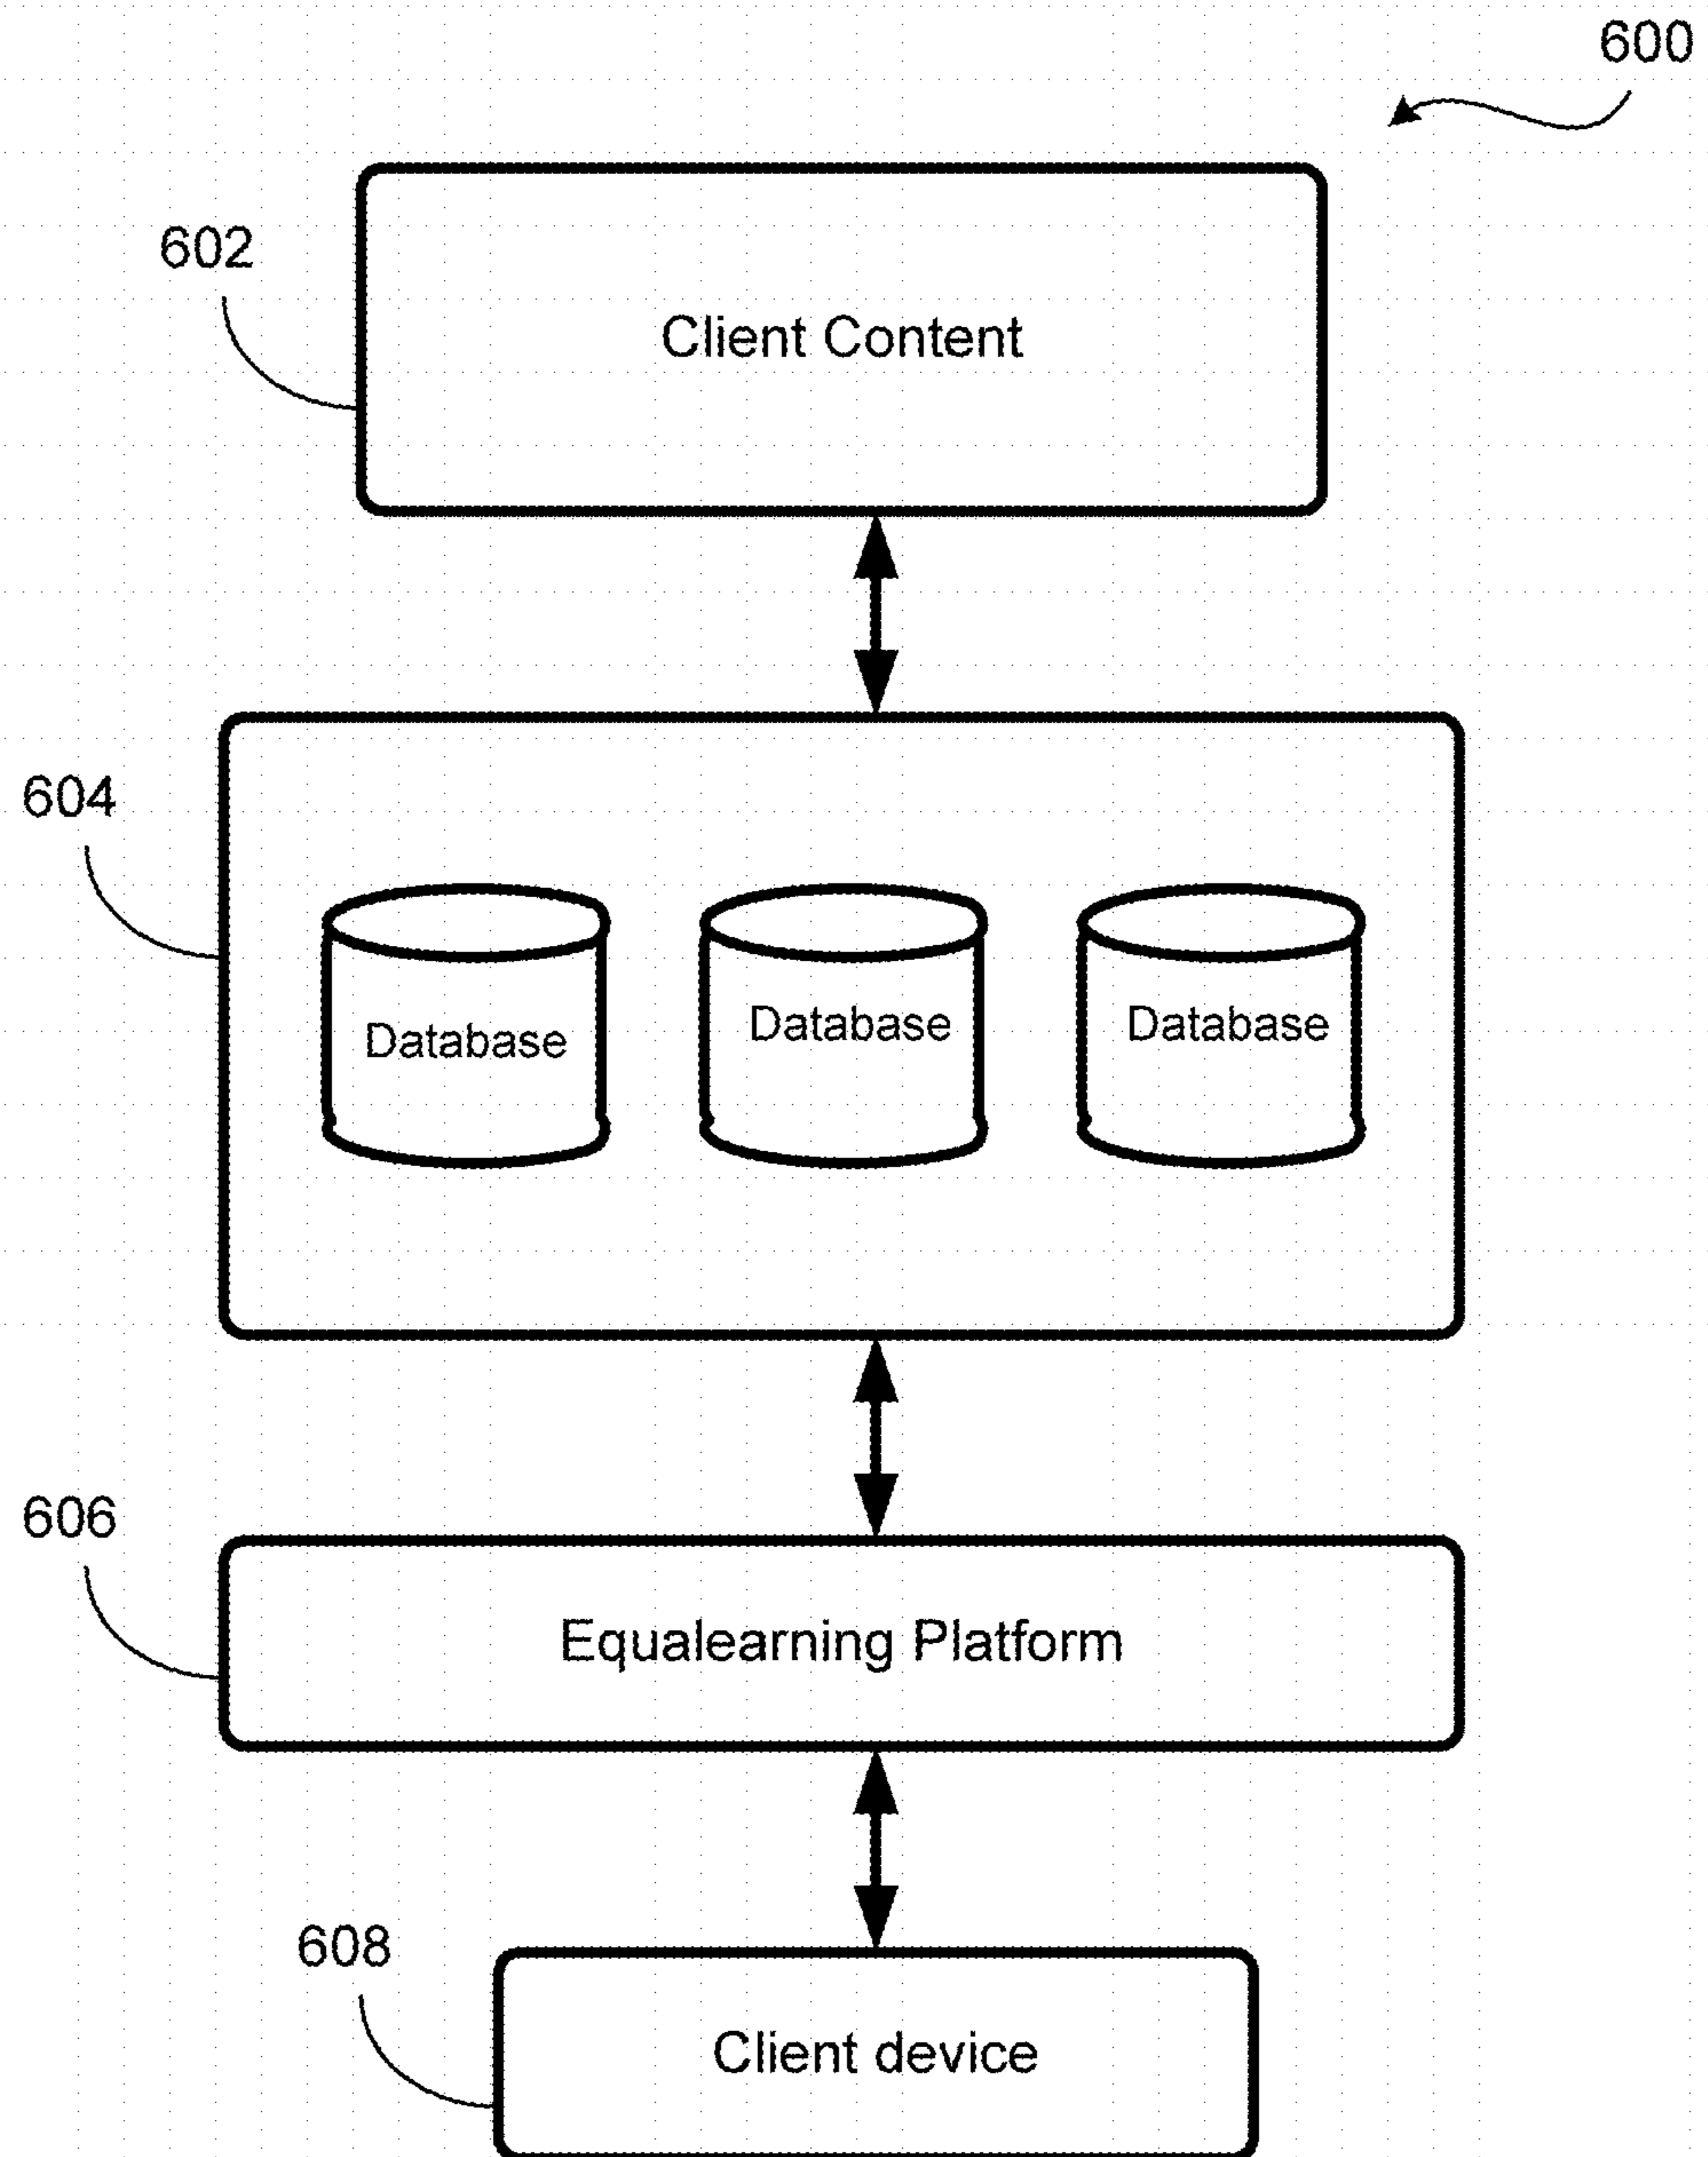 600
602
Client Content
604
Database
Database
Database
606
Equalearning Platform
608
Client device